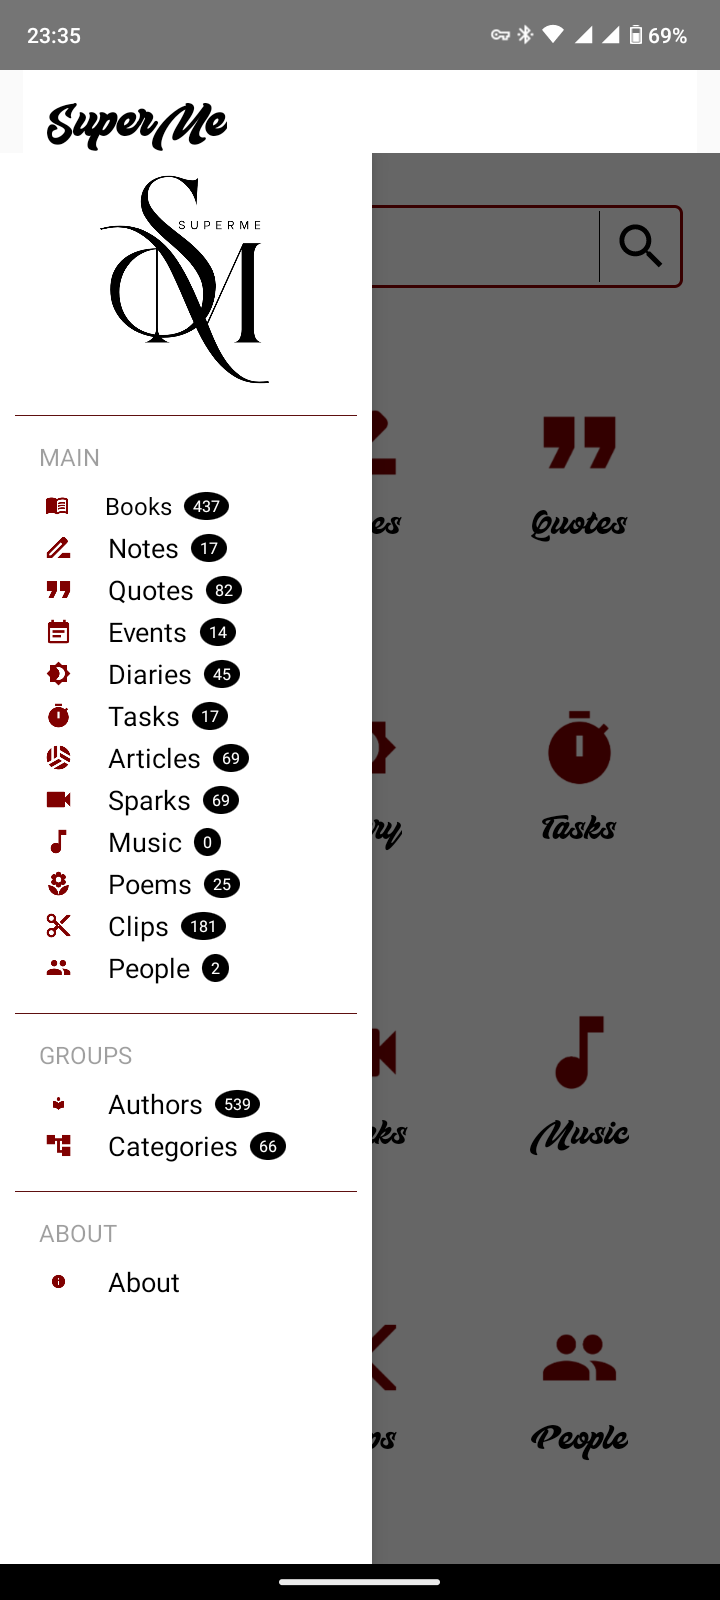 23:35 69%
SuperMe
SUPERME
SM
MAIN
Books 437
Notes 17
Quotes 82
Events 14
Diaries 45
Tasks 17
Articles 69
Sparks 69
Music 0
Poems 25
Clips 181
People 2
GROUPS
Authors 539
Categories 66
ABOUT
About
es Quotes
ry Tasks
ks Music
ps People